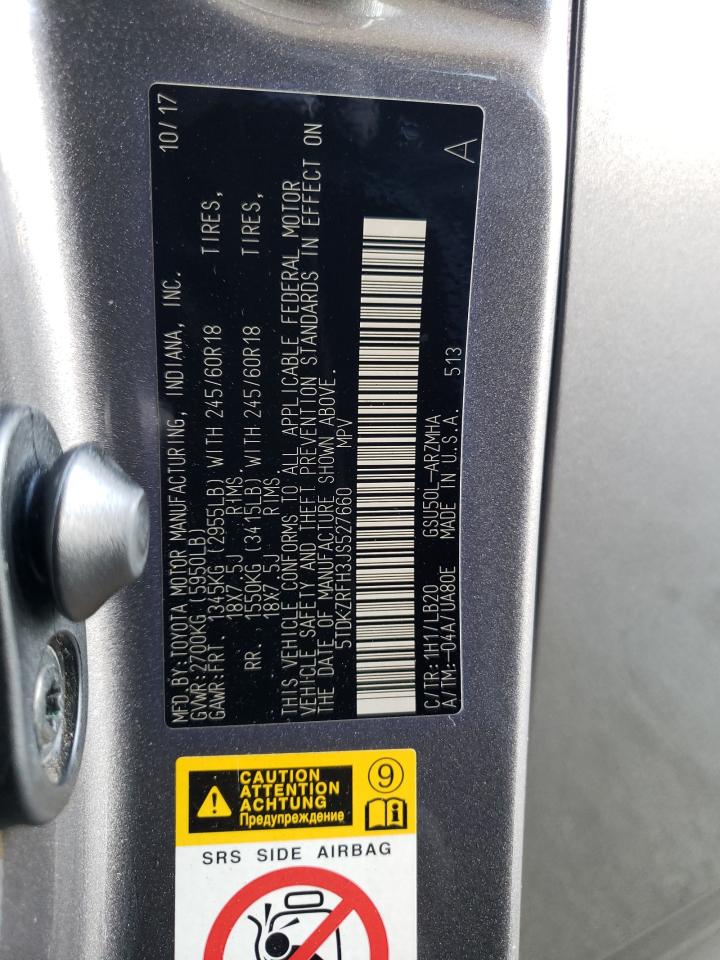 MFD.BY:TOYOTA MOTOR MANUFACTURING, INDIANA, INC. 10/17
GVWR:2700KG (5950LB)
GAWR:FRT. 1345KG (2955LB) WITH 245/60R18 TIRES,
18X7.5J RIMS,
RR. 1550KG (3415LB) WITH 245/60R18 TIRES,
18X7.5J RIMS.
THIS VEHICLE CONFORMS TO ALL APPLICABLE FEDERAL MOTOR
VEHICLE SAFETY AND THEFT PREVENTION STANDARDS IN EFFECT ON
THE DATE OF MANUFACTURE SHOWN ABOVE.
5TDKZRFH3JS527660 MPV
C/TR:1H1/LB20 GSU50L-ARZMHA
A/TM:-04A/UA80E MADE IN U.S.A. 513 A
CAUTION
ATTENTION
ACHTUNG
Предупреждение
9
SRS SIDE AIRBAG